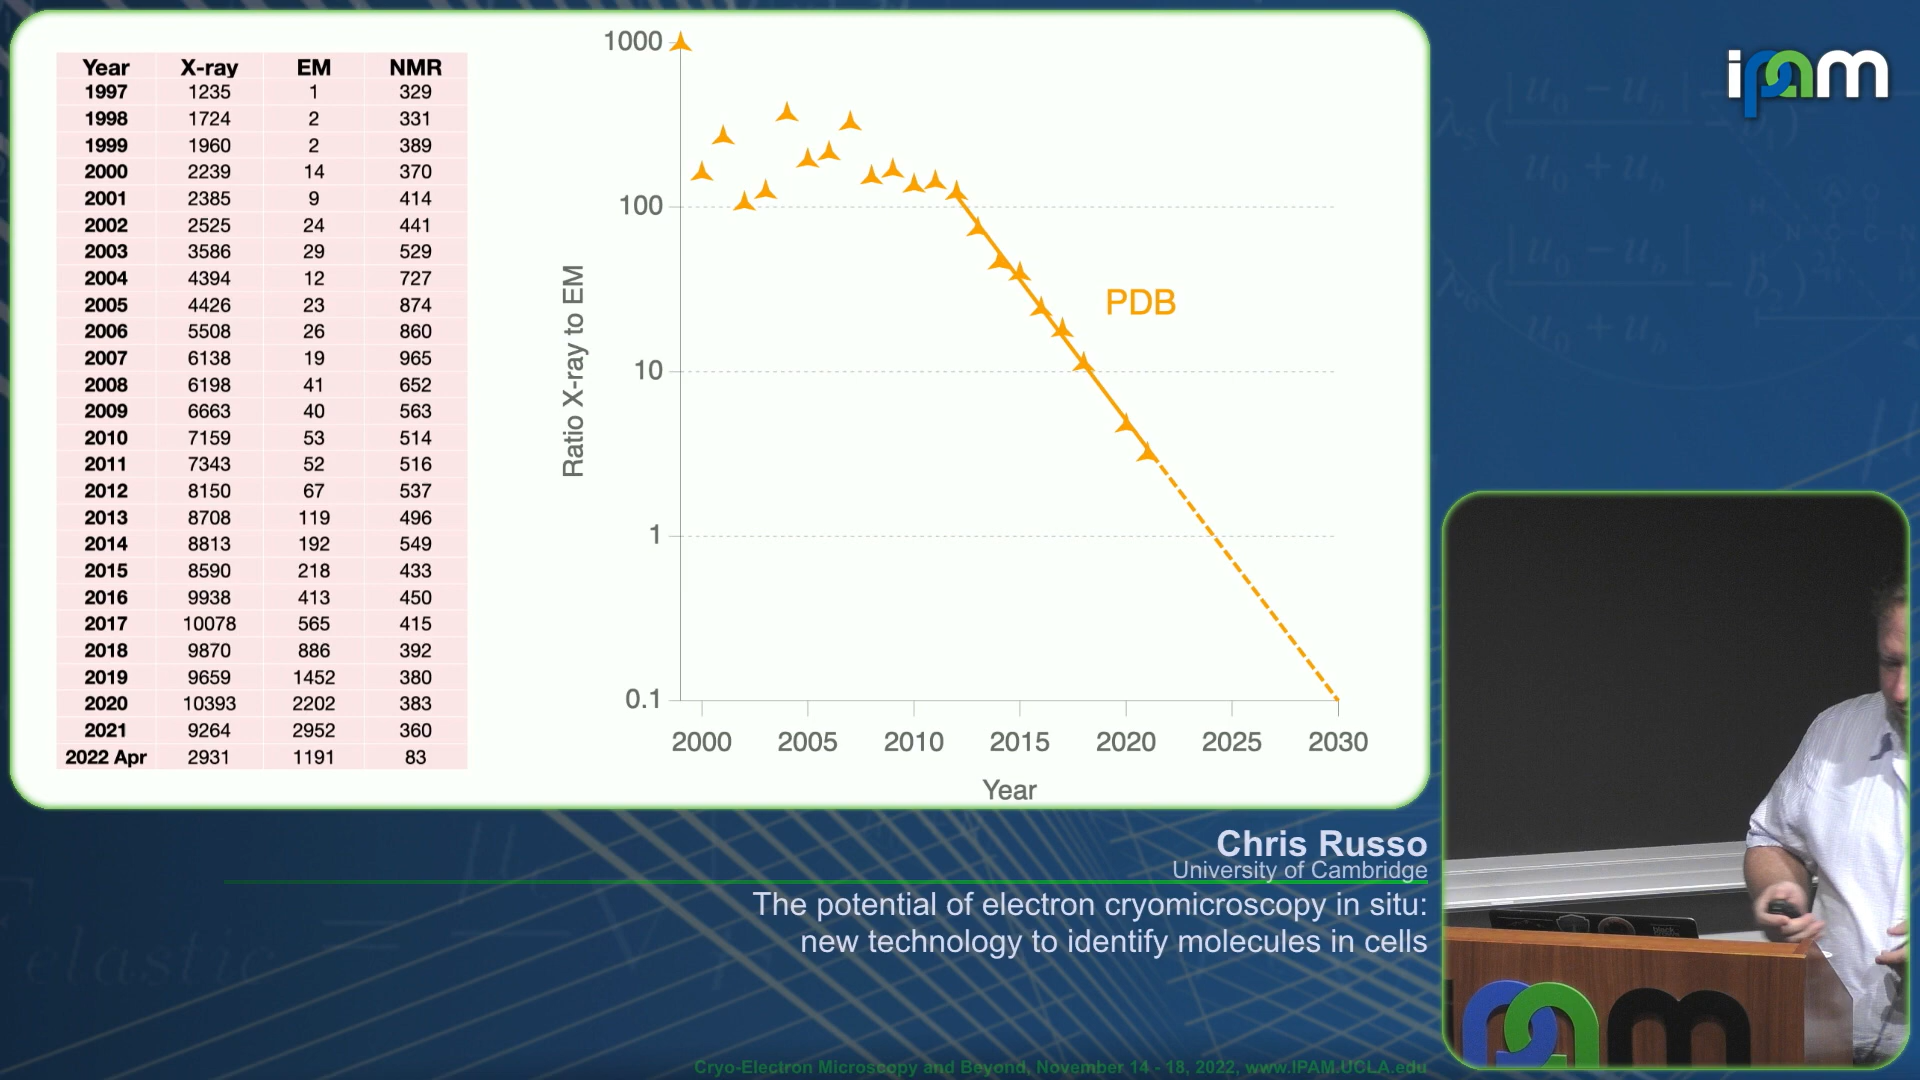 Year X-ray EM NMR
1997 1235 1 329
1998 1724 2 331
1999 1960 2 389
2000 2239 14 370
2001 2385 9 414
2002 2525 24 441
2003 3586 29 529
2004 4394 12 727
2005 4426 23 874
2006 5508 26 860
2007 6138 19 965
2008 6198 41 652
2009 6663 40 563
2010 7159 53 514
2011 7343 52 516
2012 8150 67 537
2013 8708 119 496
2014 8813 192 549
2015 8590 218 433
2016 9938 413 450
2017 10078 565 415
2018 9870 886 392
2019 9659 1452 380
2020 10393 2202 383
2021 9264 2952 360
2022 Apr 2931 1191 83
Ratio X-ray to EM
1000
100
10
1
0.1
PDB
2000 2005 2010 2015 2020 2025 2030
Year
ipam
Chris Russo
University of Cambridge
The potential of electron cryomicroscopy in situ:
new technology to identify molecules in cells
elastic
Cryo-Electron Microscopy and Beyond, November 14 - 18, 2022, www.IPAM.UCLA.edu